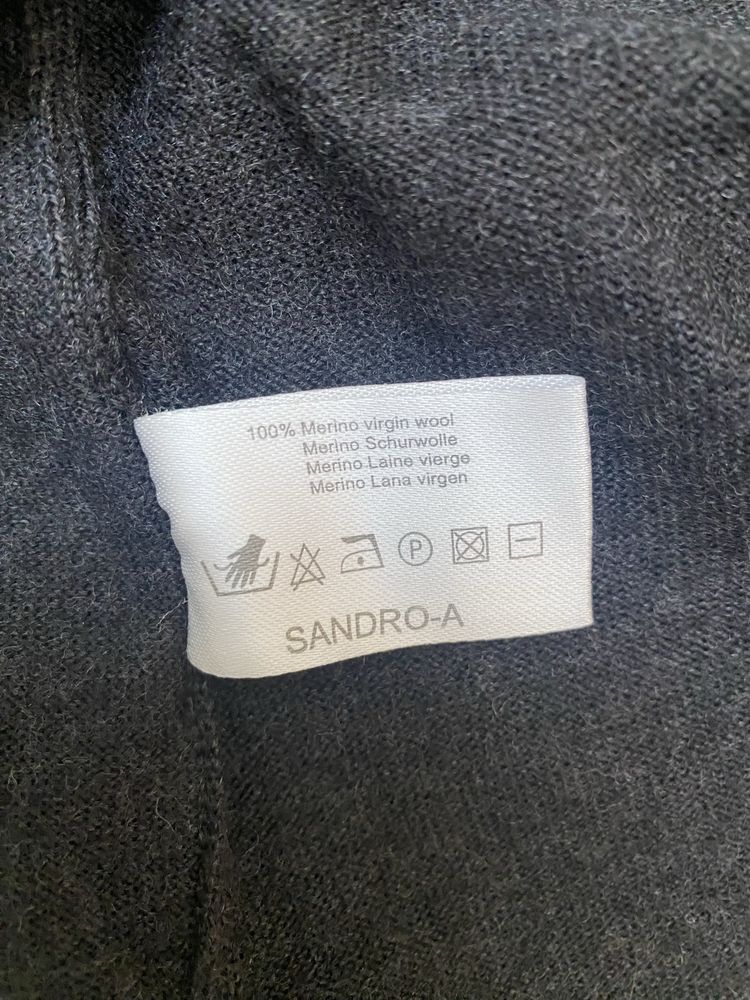 100% Merino virgin wool
Merino Schurwolle
Merino Laine vierge
Merino Lana virgen
P
SANDRO-A